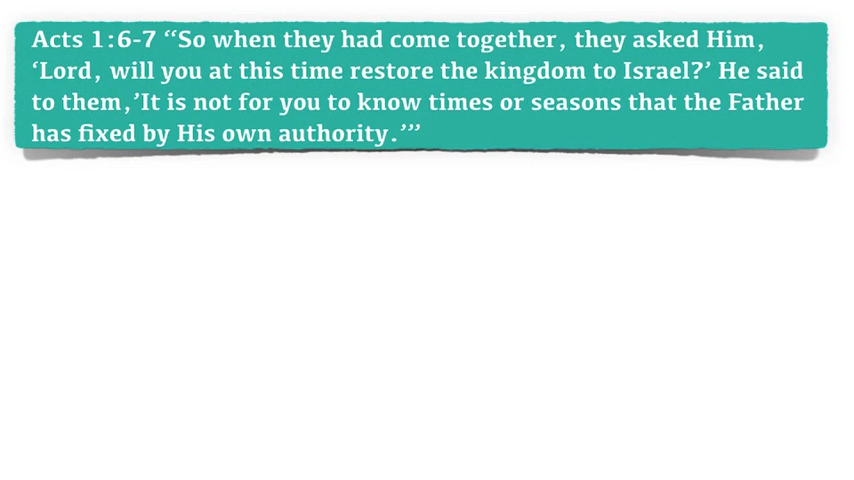 Acts 1:6-7 “So when they had come together, they asked Him,
‘Lord, will you at this time restore the kingdom to Israel?’ He said
to them,’It is not for you to know times or seasons that the Father
has fixed by His own authority.’”